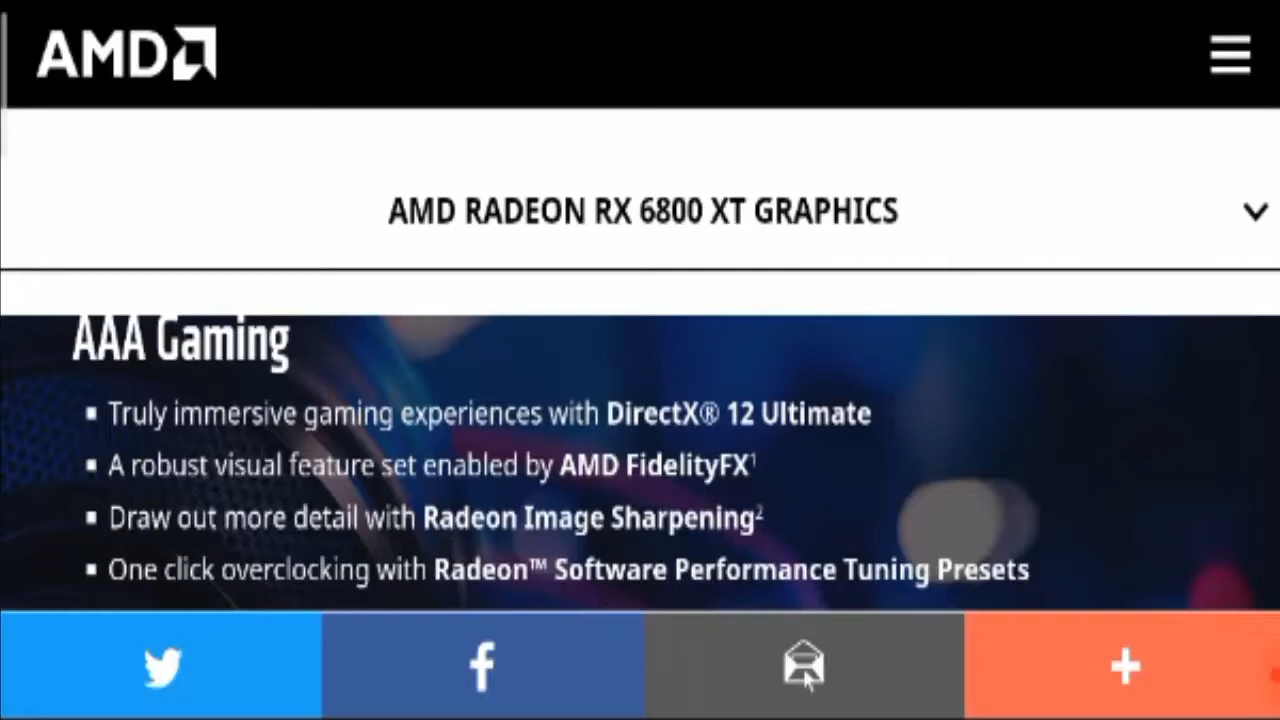 AMD
AMD RADEON RX 6800 XT GRAPHICS
AAA Gaming
▪ Truly immersive gaming experiences with DirectX® 12 Ultimate
▪ A robust visual feature set enabled by AMD FidelityFX¹
▪ Draw out more detail with Radeon Image Sharpening²
▪ One click overclocking with Radeon™ Software Performance Tuning Presets